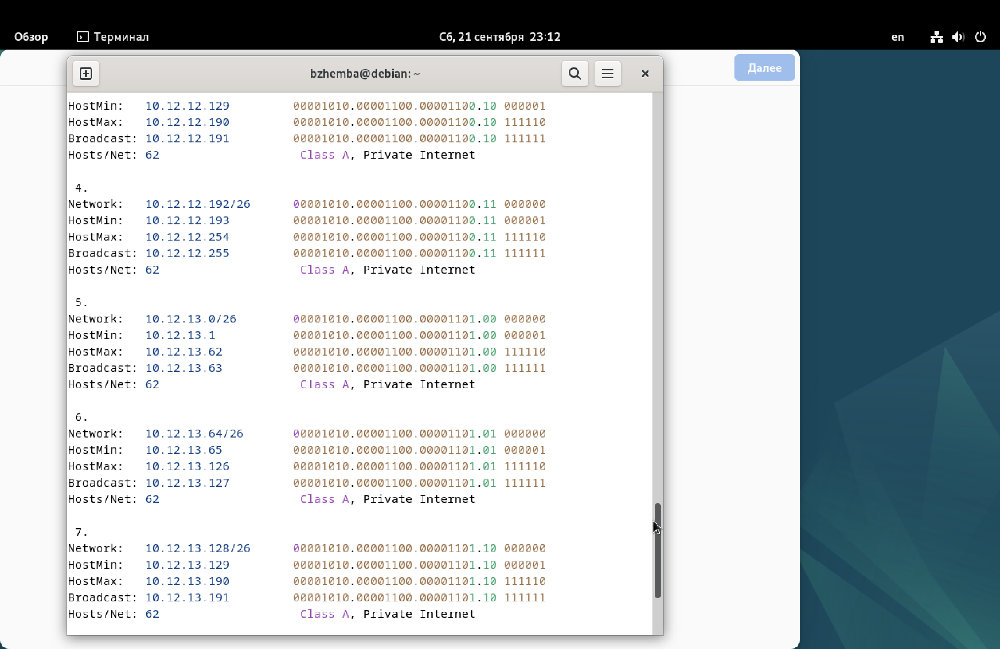 Обзор Терминал Сб, 21 сентября 23:12 en
Далее
bzhemba@debian: ~
HostMin: 10.12.12.129 00001010.00001100.00001100.10 000001
HostMax: 10.12.12.190 00001010.00001100.00001100.10 111110
Broadcast: 10.12.12.191 00001010.00001100.00001100.10 111111
Hosts/Net: 62 Class A, Private Internet
4.
Network: 10.12.12.192/26 00001010.00001100.00001100.11 000000
HostMin: 10.12.12.193 00001010.00001100.00001100.11 000001
HostMax: 10.12.12.254 00001010.00001100.00001100.11 111110
Broadcast: 10.12.12.255 00001010.00001100.00001100.11 111111
Hosts/Net: 62 Class A, Private Internet
5.
Network: 10.12.13.0/26 00001010.00001100.00001101.00 000000
HostMin: 10.12.13.1 00001010.00001100.00001101.00 000001
HostMax: 10.12.13.62 00001010.00001100.00001101.00 111110
Broadcast: 10.12.13.63 00001010.00001100.00001101.00 111111
Hosts/Net: 62 Class A, Private Internet
6.
Network: 10.12.13.64/26 00001010.00001100.00001101.01 000000
HostMin: 10.12.13.65 00001010.00001100.00001101.01 000001
HostMax: 10.12.13.126 00001010.00001100.00001101.01 111110
Broadcast: 10.12.13.127 00001010.00001100.00001101.01 111111
Hosts/Net: 62 Class A, Private Internet
7.
Network: 10.12.13.128/26 00001010.00001100.00001101.10 000000
HostMin: 10.12.13.129 00001010.00001100.00001101.10 000001
HostMax: 10.12.13.190 00001010.00001100.00001101.10 111110
Broadcast: 10.12.13.191 00001010.00001100.00001101.10 111111
Hosts/Net: 62 Class A, Private Internet